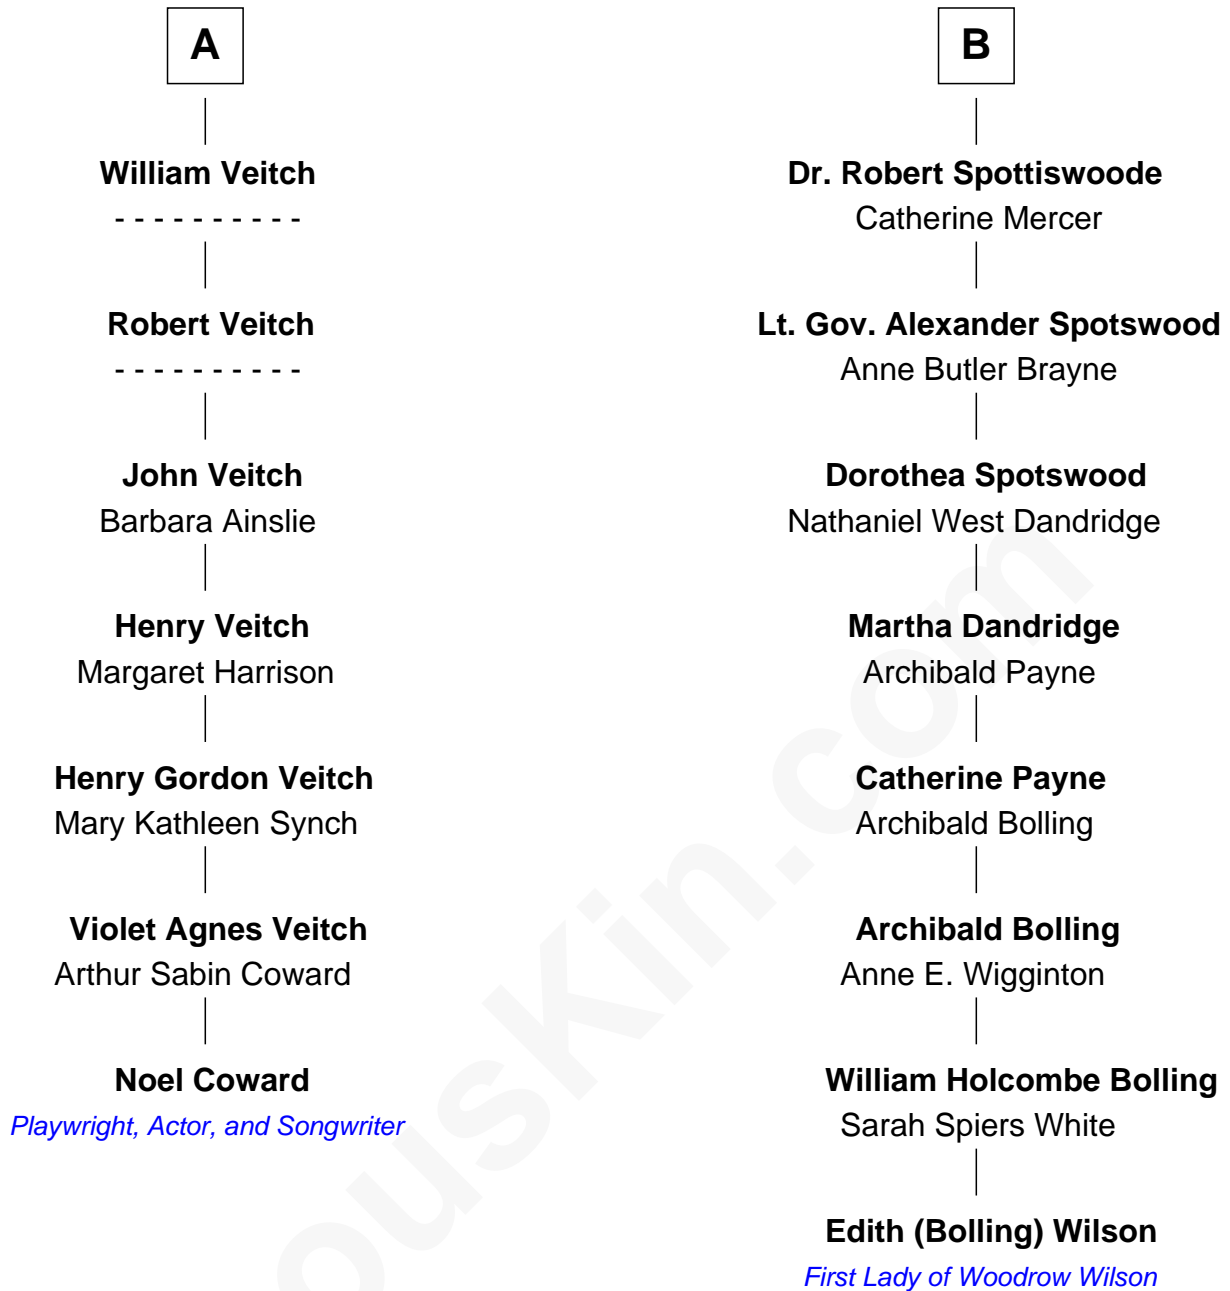 A
William Veitch
- - - - - - - - - -
Robert Veitch
- - - - - - - - - -
John Veitch
Barbara Ainslie
Henry Veitch
Margaret Harrison
Henry Gordon Veitch
Mary Kathleen Synch
Violet Agnes Veitch
Arthur Sabin Coward
Noel Coward
Playwright, Actor, and Songwriter
B
Dr. Robert Spottiswoode
Catherine Mercer
Lt. Gov. Alexander Spotswood
Anne Butler Brayne
Dorothea Spotswood
Nathaniel West Dandridge
Martha Dandridge
Archibald Payne
Catherine Payne
Archibald Bolling
Archibald Bolling
Anne E. Wigginton
William Holcombe Bolling
Sarah Spiers White
Edith (Bolling) Wilson
First Lady of Woodrow Wilson
ousKin.com